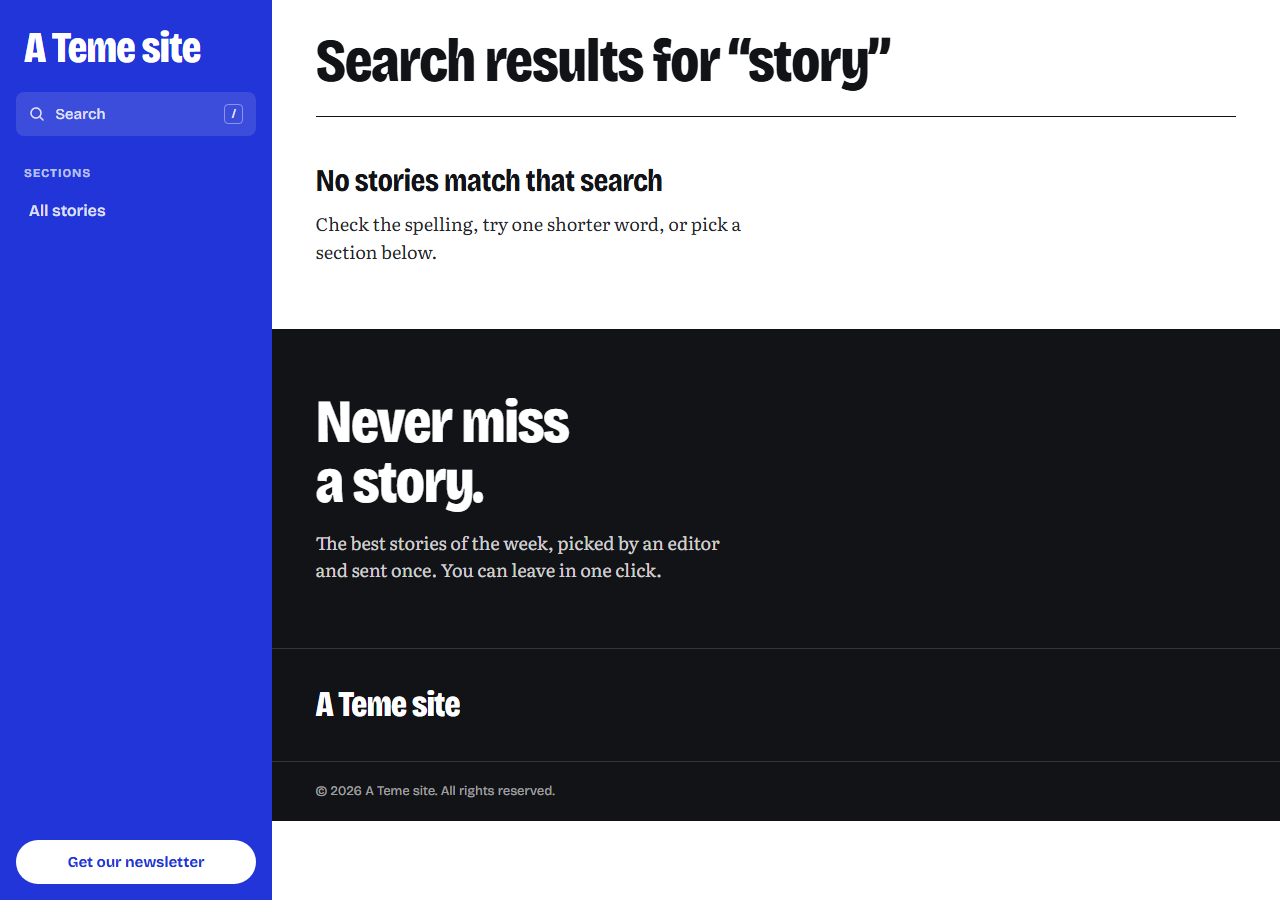 A Teme site
Search
/
SECTIONS
All stories
Get our newsletter
Search results for “story”
No stories match that search
Check the spelling, try one shorter word, or pick a
section below.
Never miss
a story.
The best stories of the week, picked by an editor
and sent once. You can leave in one click.
A Teme site
© 2026 A Teme site. All rights reserved.